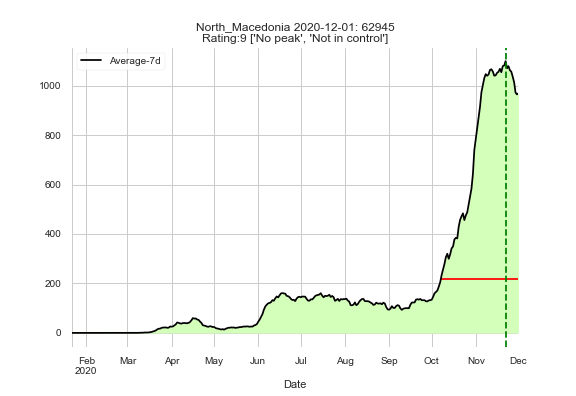 North_Macedonia 2020-12-01: 62945
Rating:9 ['No peak', 'Not in control']
Average-7d
1000
800
600
400
200
0
Feb Mar Apr May Jun Jul Aug Sep Oct Nov Dec
2020
Date